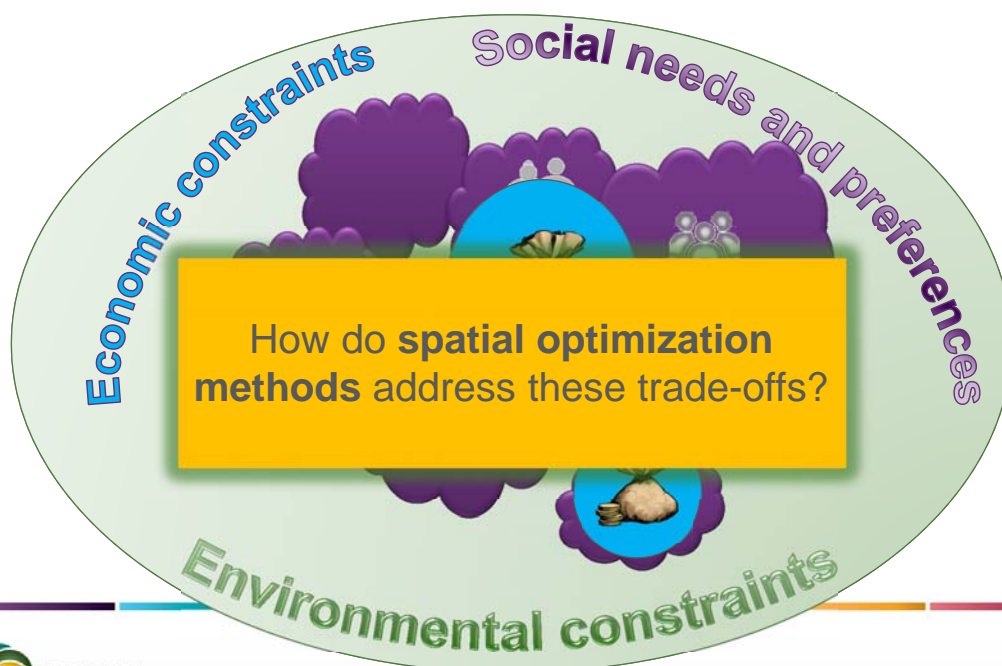 Economic constraints
Social needs and preferences
How do spatial optimization
methods address these trade-offs?
Environmental constraints